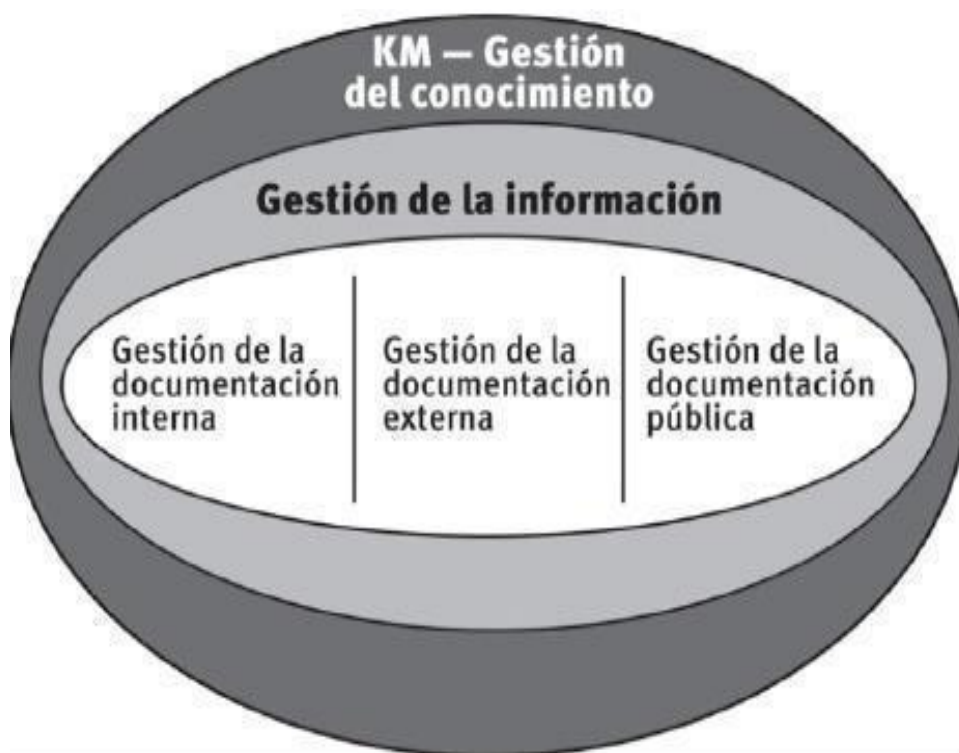 KM — Gestión
del conocimiento
Gestión de la información
Gestión de la
documentación
interna
Gestión de la
documentación
externa
Gestión de la
documentación
pública